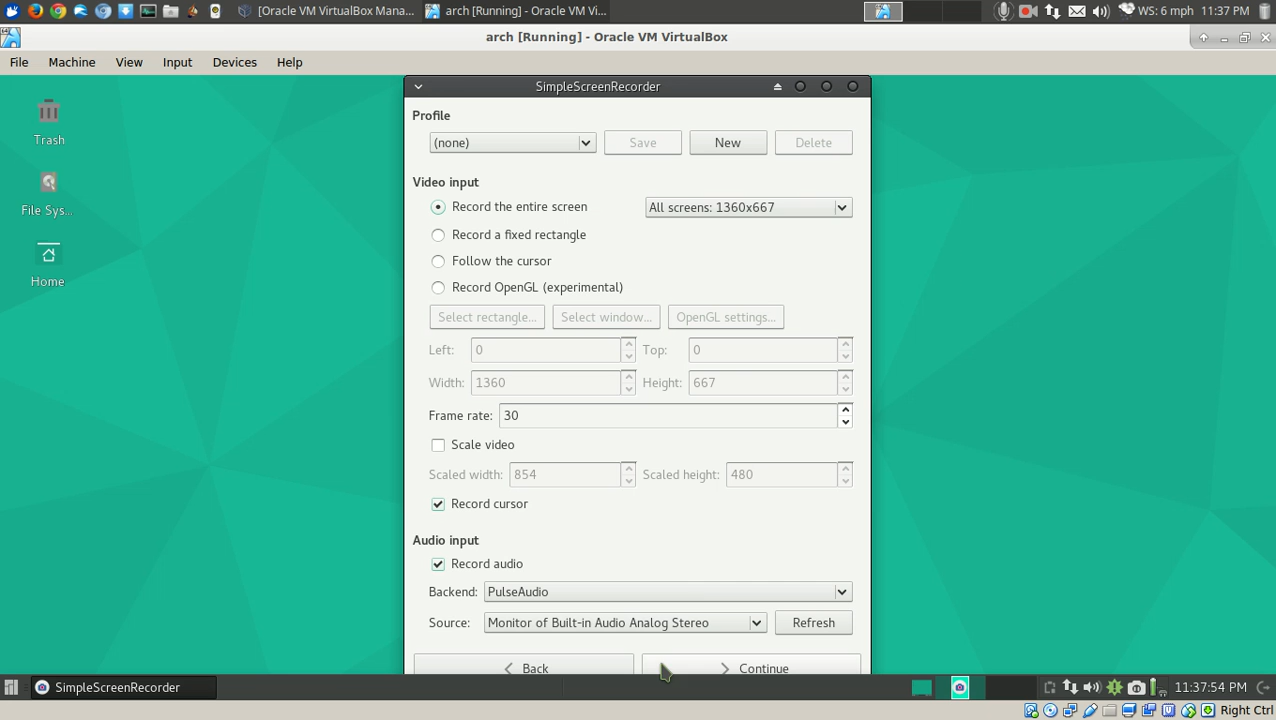 [Oracle VM VirtualBox Mana...
arch [Running] - Oracle VM Vi...
WS: 6 mph
11:37 PM
arch [Running] - Oracle VM VirtualBox
File Machine View Input Devices Help
Trash
File Sys...
Home
SimpleScreenRecorder
Profile
(none) Save New Delete
Video input
Record the entire screen All screens: 1360x667
Record a fixed rectangle
Follow the cursor
Record OpenGL (experimental)
Select rectangle... Select window... OpenGL settings...
Left: 0 Top: 0
Width: 1360 Height: 667
Frame rate: 30
Scale video
Scaled width: 854 Scaled height: 480
Record cursor
Audio input
Record audio
Backend: PulseAudio
Source: Monitor of Built-in Audio Analog Stereo Refresh
Back Continue
SimpleScreenRecorder 11:37:54 PM
Right Ctrl